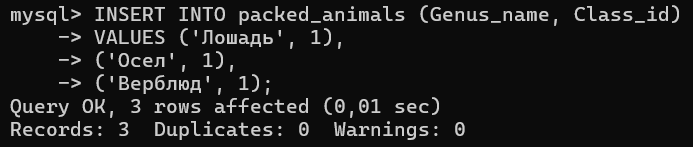 mysql> INSERT INTO packed_animals (Genus_name, Class_id)
    -> VALUES ('Лошадь', 1),
    -> ('Осел', 1),
    -> ('Верблюд', 1);
Query OK, 3 rows affected (0,01 sec)
Records: 3  Duplicates: 0  Warnings: 0